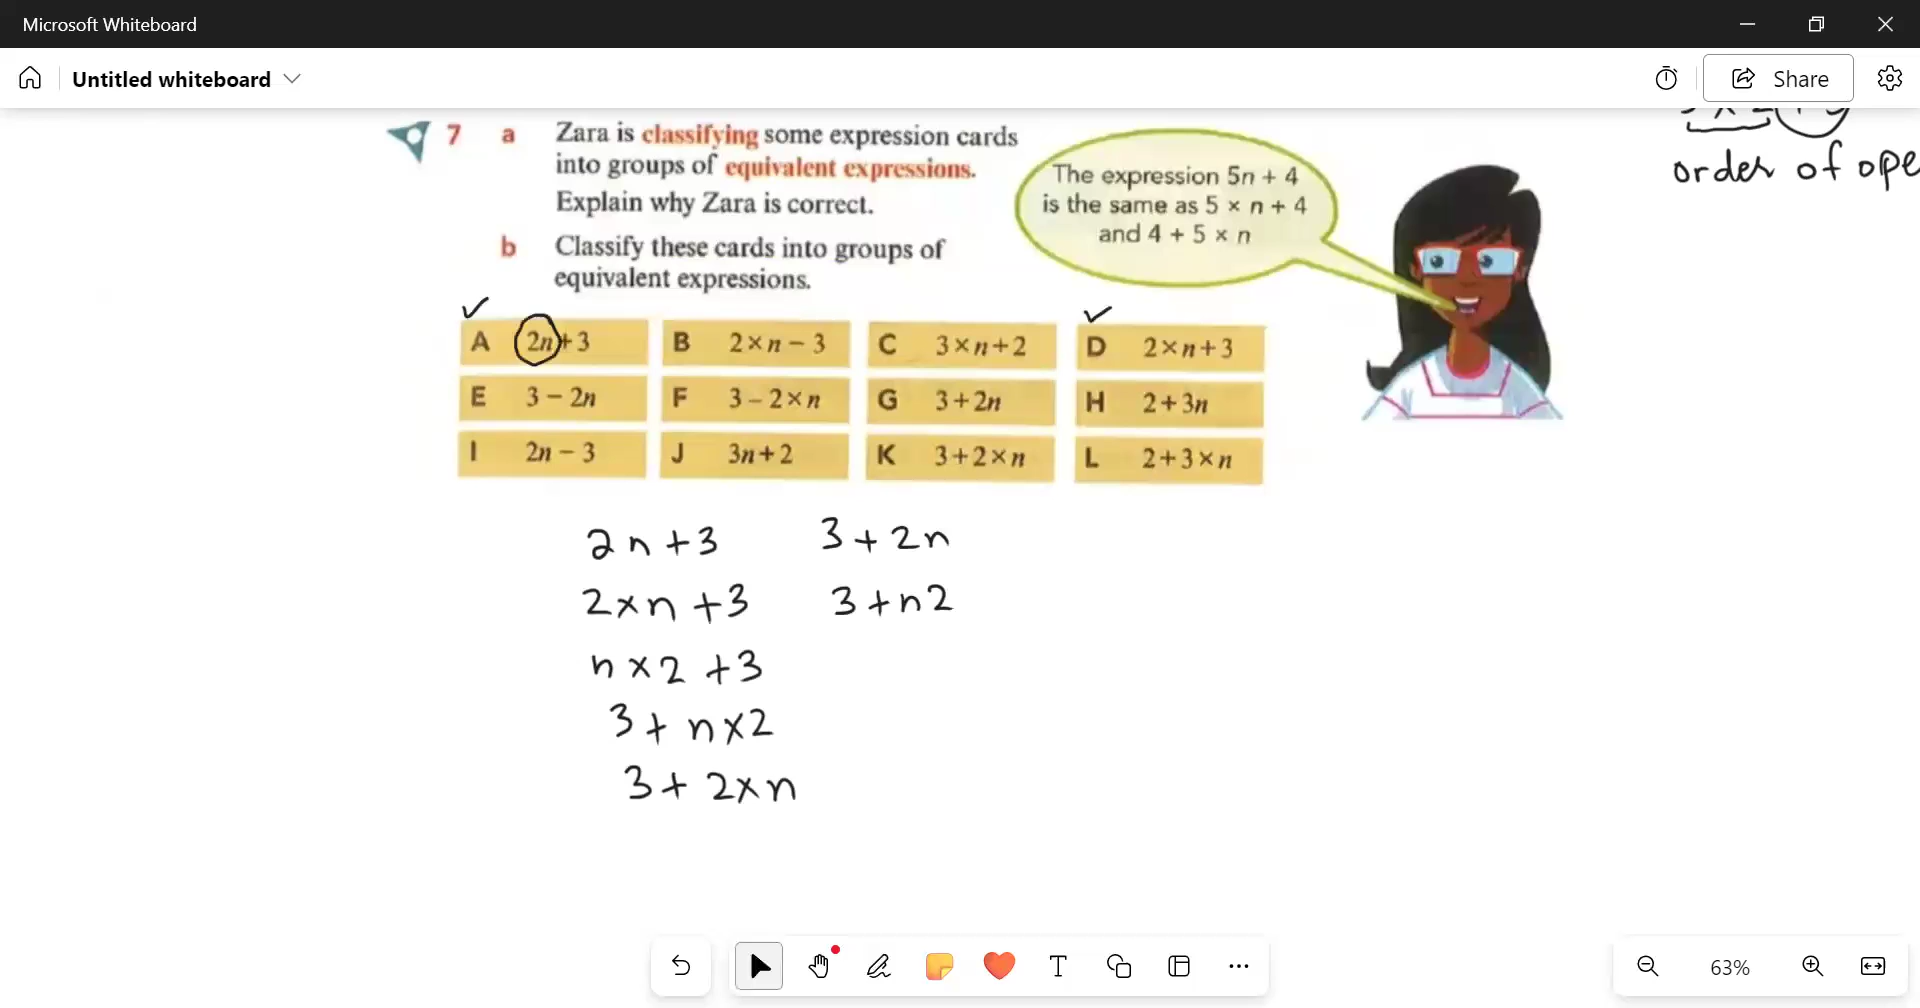 Microsoft Whiteboard
Untitled whiteboard
Share
order of ope
7 a Zara is classifying some expression cards
into groups of equivalent expressions.
Explain why Zara is correct.
b Classify these cards into groups of
equivalent expressions.
The expression 5n + 4
is the same as 5 × n + 4
and 4 + 5 × n
A 2n+3 B 2×n – 3 C 3×n+2 D 2×n+3
E 3 – 2n F 3 – 2×n G 3+2n H 2+3n
I 2n – 3 J 3n+2 K 3+2×n L 2+3×n
2n+3 3+2n
2×n+3 3+n2
n×2+3
3+n×2
3+2×n
63%